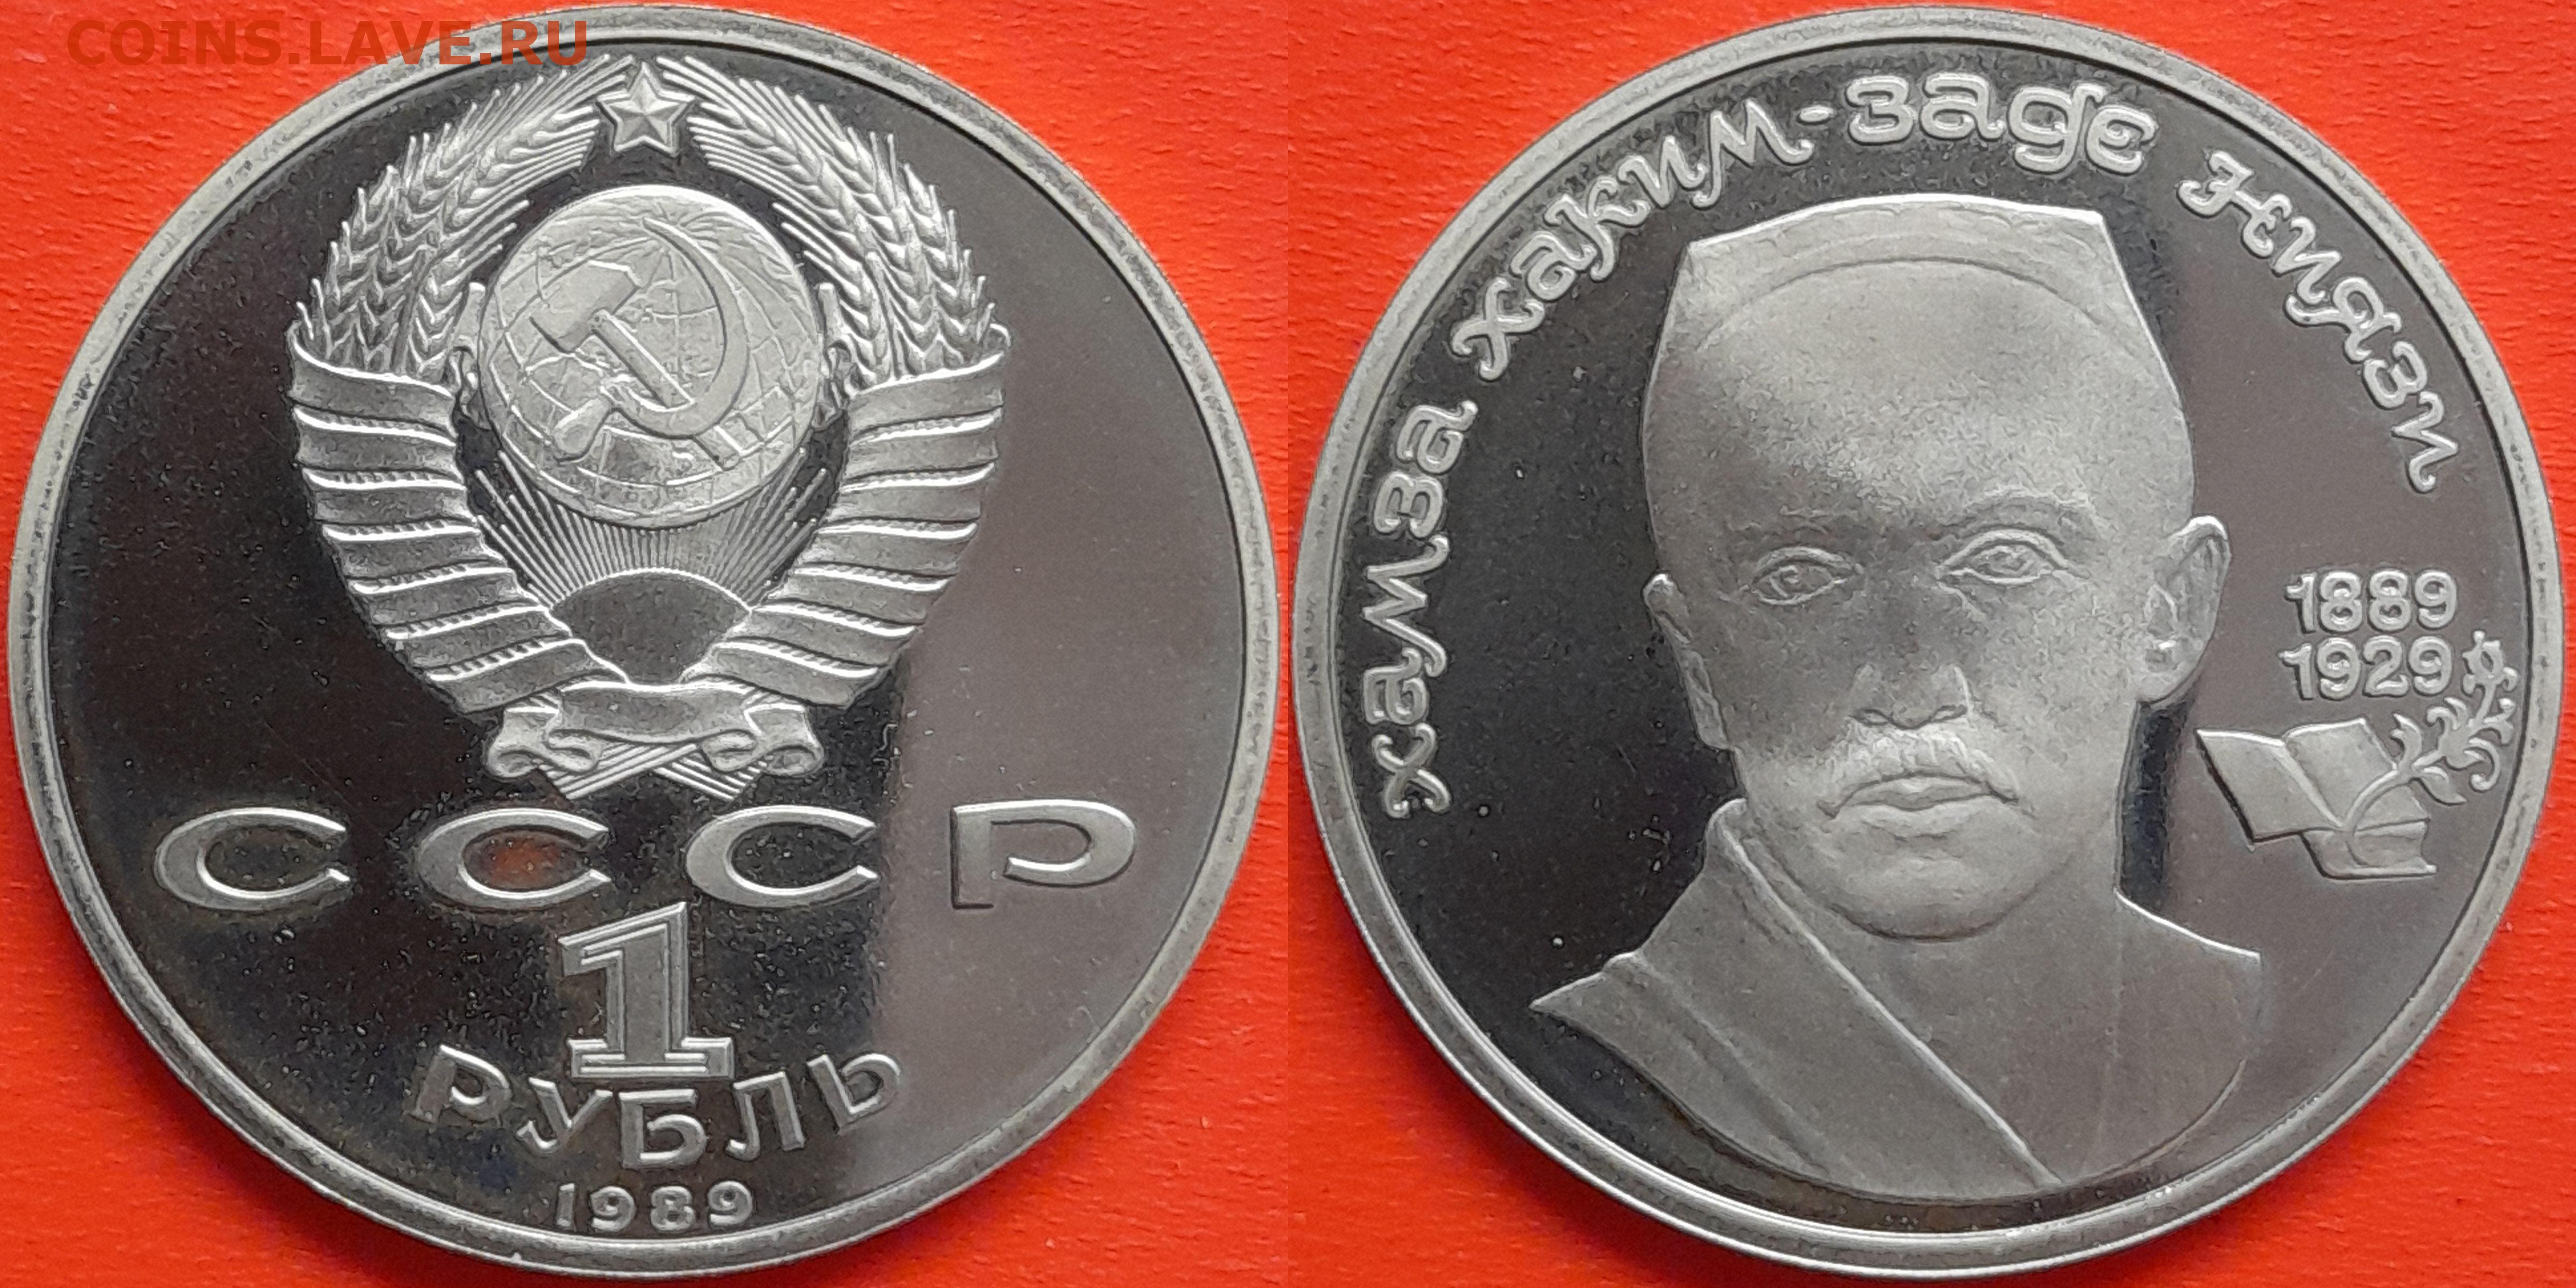 COINS.LAVE.RU
СССР
1
РУБЛЬ
1989
хамза хаким-заде ниязи
1889
1929